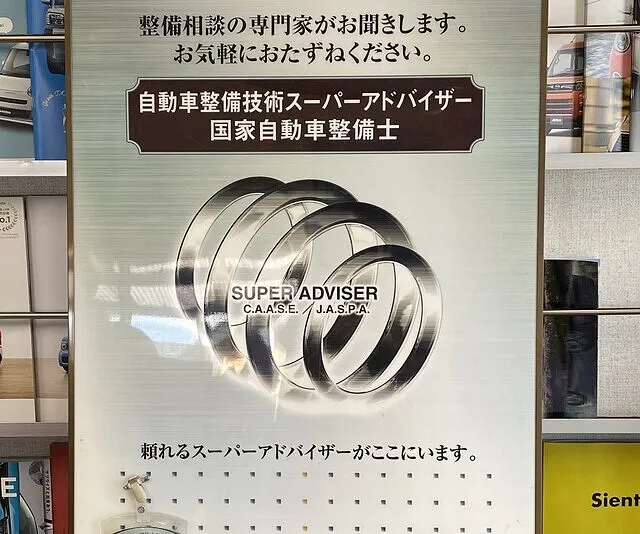 整備相談の専門家がお聞きします。
お気軽におたずねください。
自動車整備技術スーパーアドバイザー
国家自動車整備士
SUPER ADVISER
C.A.A.S.E. / J.A.S.P.A.
頼れるスーパーアドバイザーがここにいます。
o.1
E
Sient